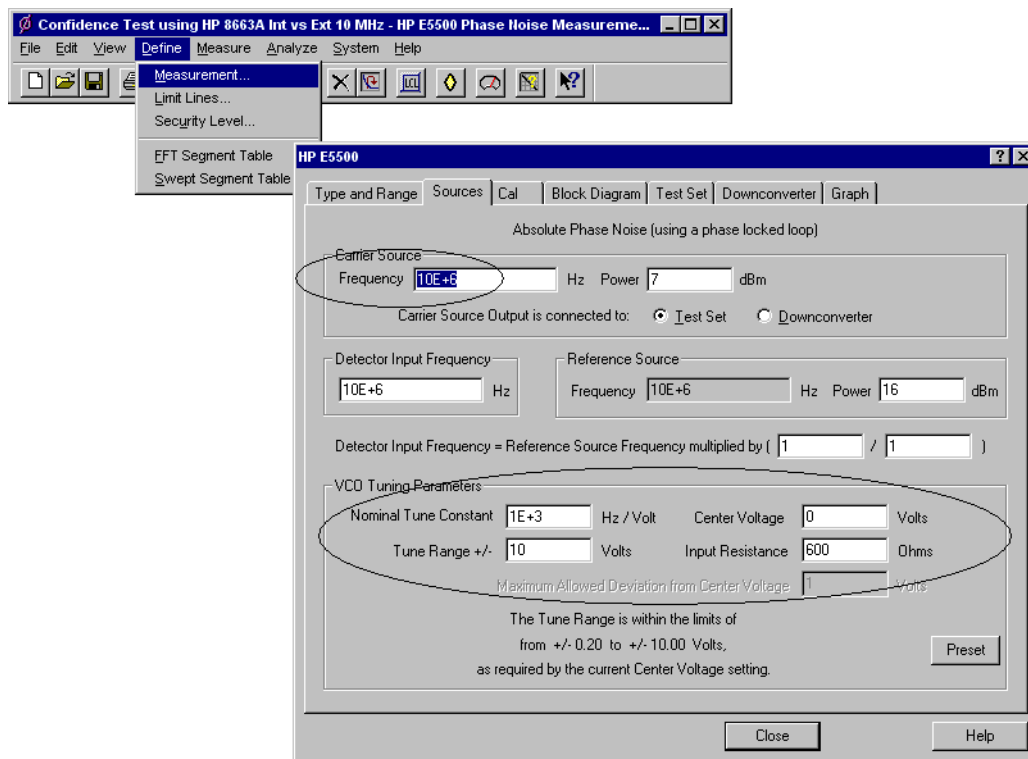 Confidence Test using HP 8663A Int vs Ext 10 MHz - HP E5500 Phase Noise Measureme...
File Edit View Define Measure Analyze System Help
Measurement...
Limit Lines...
Security Level...
FFT Segment Table
Swept Segment Table
HP E5500
Type and Range Sources Cal Block Diagram Test Set Downconverter Graph
Absolute Phase Noise (using a phase locked loop)
Carrier Source
Frequency 10E+6 Hz Power 7 dBm
Carrier Source Output is connected to: Test Set Downconverter
Detector Input Frequency
10E+6 Hz
Reference Source
Frequency 10E+6 Hz Power 16 dBm
Detector Input Frequency = Reference Source Frequency multiplied by ( 1 / 1 )
VCO Tuning Parameters
Nominal Tune Constant 1E+3 Hz / Volt Center Voltage 0 Volts
Tune Range +/- 10 Volts Input Resistance 600 Ohms
Maximum Allowed Deviation from Center Voltage 1 Volts
The Tune Range is within the limits of
from +/- 0.20 to +/- 10.00 Volts,
as required by the current Center Voltage setting.
Preset
Close Help